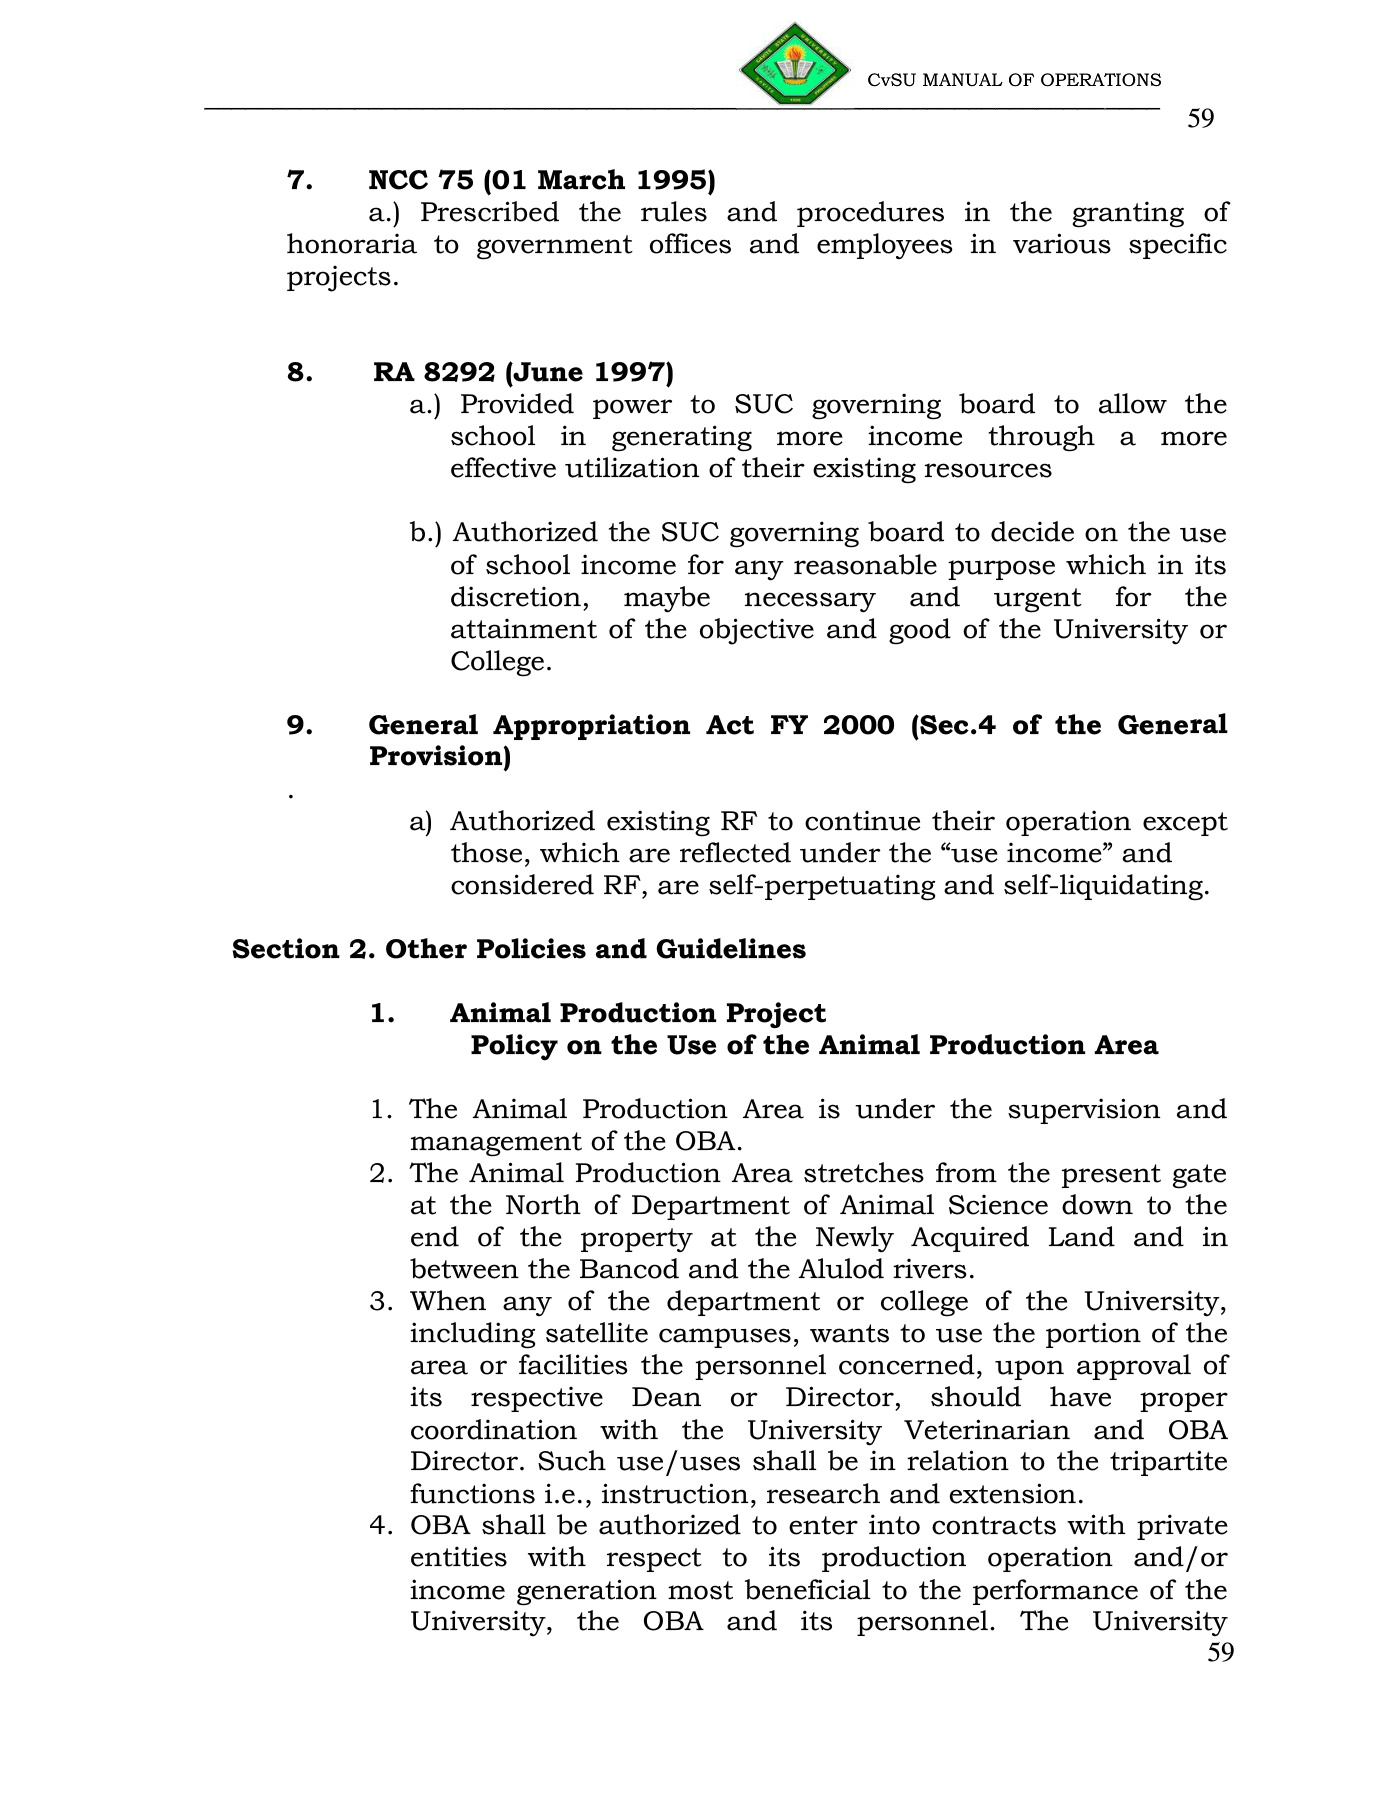 CvSU MANUAL OF OPERATIONS
59
7. NCC 75 (01 March 1995)
a.) Prescribed the rules and procedures in the granting of
honoraria to government offices and employees in various specific
projects.
8. RA 8292 (June 1997)
a.) Provided power to SUC governing board to allow the
school in generating more income through a more
effective utilization of their existing resources
b.) Authorized the SUC governing board to decide on the use
of school income for any reasonable purpose which in its
discretion, maybe necessary and urgent for the
attainment of the objective and good of the University or
College.
9. General Appropriation Act FY 2000 (Sec.4 of the General
Provision)
.
a) Authorized existing RF to continue their operation except
those, which are reflected under the “use income” and
considered RF, are self-perpetuating and self-liquidating.
Section 2. Other Policies and Guidelines
1. Animal Production Project
Policy on the Use of the Animal Production Area
1. The Animal Production Area is under the supervision and
management of the OBA.
2. The Animal Production Area stretches from the present gate
at the North of Department of Animal Science down to the
end of the property at the Newly Acquired Land and in
between the Bancod and the Alulod rivers.
3. When any of the department or college of the University,
including satellite campuses, wants to use the portion of the
area or facilities the personnel concerned, upon approval of
its respective Dean or Director, should have proper
coordination with the University Veterinarian and OBA
Director. Such use/uses shall be in relation to the tripartite
functions i.e., instruction, research and extension.
4. OBA shall be authorized to enter into contracts with private
entities with respect to its production operation and/or
income generation most beneficial to the performance of the
University, the OBA and its personnel. The University
59